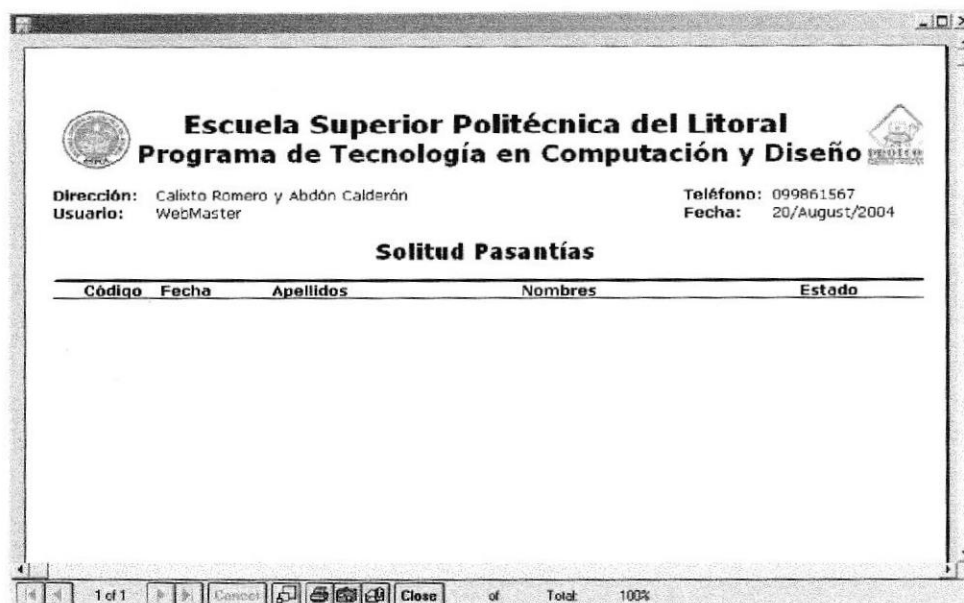 Escuela Superior Politécnica del Litoral
Programa de Tecnología en Computación y Diseño
Dirección: Calixto Romero y Abdón Calderón Teléfono: 099861567
Usuario: WebMaster Fecha: 20/August/2004
Solitud Pasantías
Código Fecha Apellidos Nombres Estado
1 of 1 Cancel Close of Total: 100%